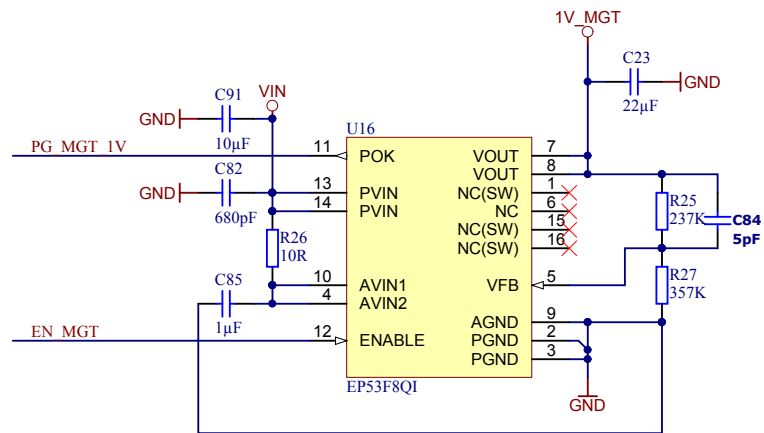 1V_MGT
C23
GND
22µF
C91
VIN
GND
10µF
U16
PG_MGT_1V
11
POK
VOUT
7
VOUT
8
C82
GND
680pF
13
PVIN
14
PVIN
NC(SW)
1
NC
6
NC(SW)
15
NC(SW)
16
R25
237K
C84
5pF
R26
10R
C85
1µF
10
AVIN1
4
AVIN2
VFB
5
R27
357K
EN_MGT
12
ENABLE
AGND
9
PGND
2
PGND
3
EP53F8QI
GND